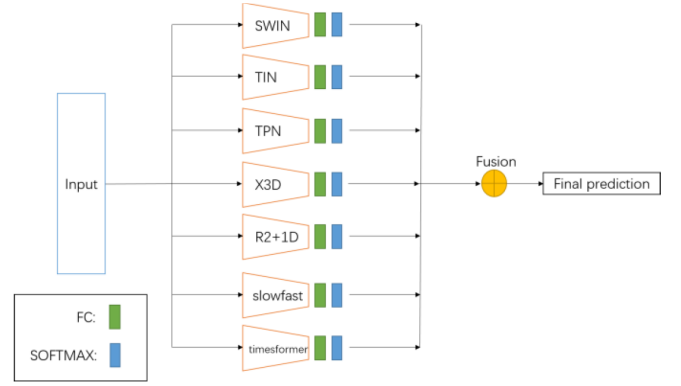 SWIN
TIN
TPN
Fusion
Input
X3D
Final prediction
R2+1D
slowfast
FC:
SOFTMAX:
timesformer